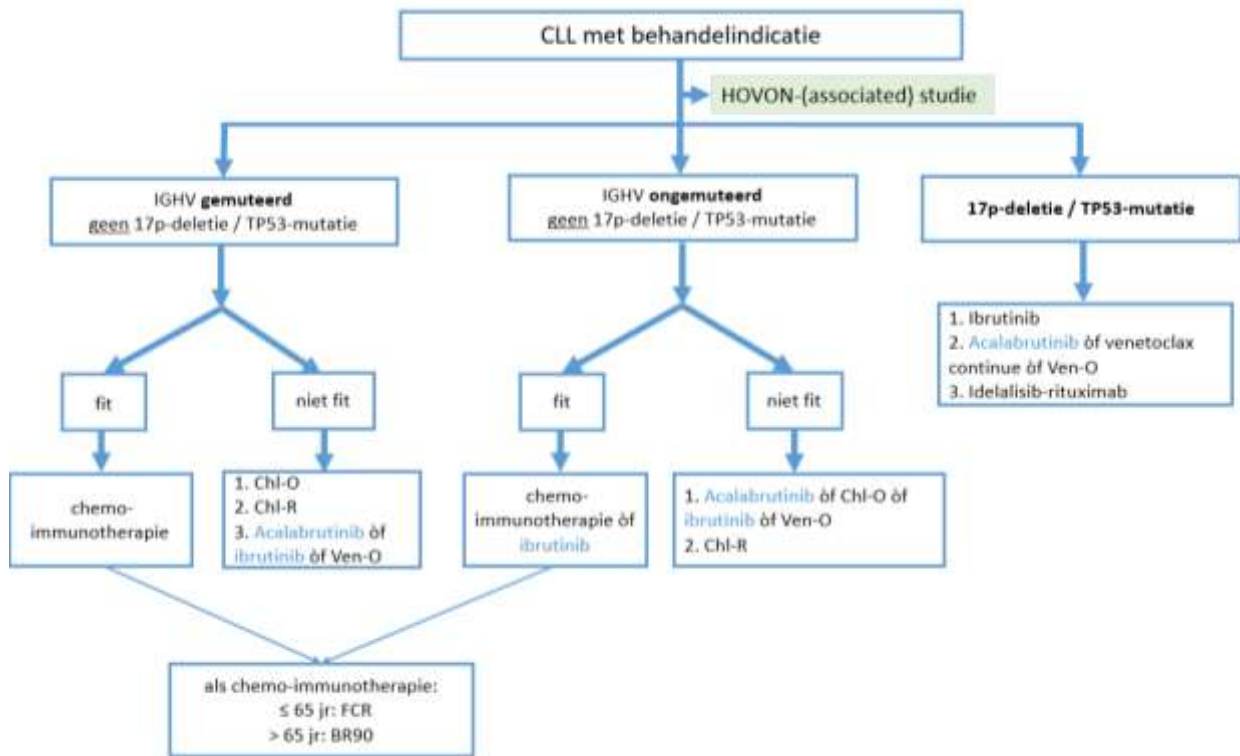 CLL met behandelindicatie
HOVON-(associated) studie
IGHV gemuteerd
geen 17p-deletie / TP53-mutatie
IGHV ongemuteerd
geen 17p-deletie / TP53-mutatie
17p-deletie / TP53-mutatie
1. Ibrutinib
2. Acalabrutinib òf venetoclax
continue òf Ven-O
3. Idelalisib-rituximab
fit
niet fit
fit
niet fit
chemo-
immunotherapie
1. Chl-O
2. Chl-R
3. Acalabrutinib òf
ibrutinib òf Ven-O
chemo-
immunotherapie òf
ibrutinib
1. Acalabrutinib òf Chl-O òf
ibrutinib òf Ven-O
2. Chl-R
als chemo-immunotherapie:
≤ 65 jr: FCR
> 65 jr: BR90